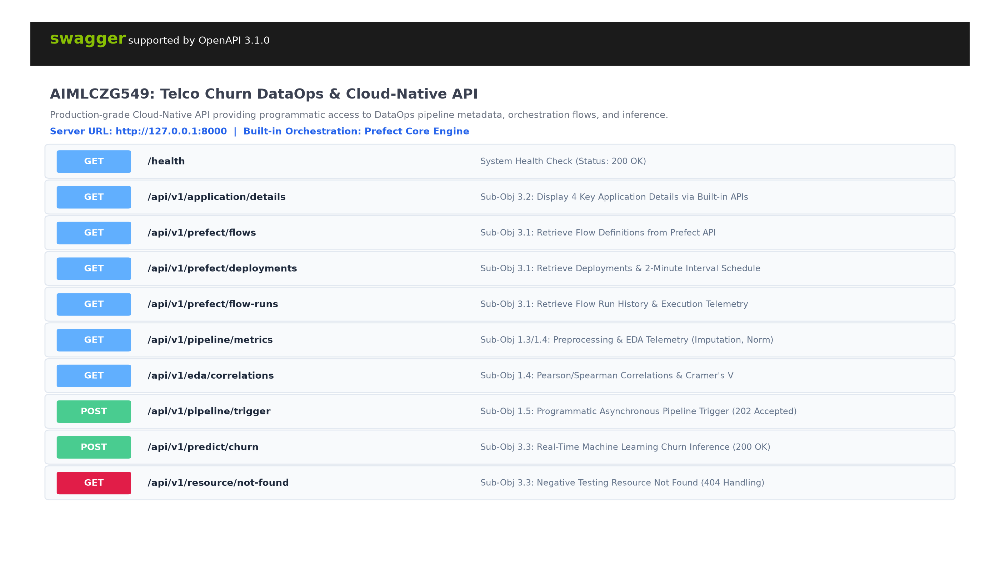 swagger supported by OpenAPI 3.1.0
AIMLCZG549: Telco Churn DataOps & Cloud-Native API
Production-grade Cloud-Native API providing programmatic access to DataOps pipeline metadata, orchestration flows, and inference.
Server URL: http://127.0.0.1:8000 | Built-in Orchestration: Prefect Core Engine
GET /health System Health Check (Status: 200 OK)
GET /api/v1/application/details Sub-Obj 3.2: Display 4 Key Application Details via Built-in APIs
GET /api/v1/prefect/flows Sub-Obj 3.1: Retrieve Flow Definitions from Prefect API
GET /api/v1/prefect/deployments Sub-Obj 3.1: Retrieve Deployments & 2-Minute Interval Schedule
GET /api/v1/prefect/flow-runs Sub-Obj 3.1: Retrieve Flow Run History & Execution Telemetry
GET /api/v1/pipeline/metrics Sub-Obj 1.3/1.4: Preprocessing & EDA Telemetry (Imputation, Norm)
GET /api/v1/eda/correlations Sub-Obj 1.4: Pearson/Spearman Correlations & Cramer's V
POST /api/v1/pipeline/trigger Sub-Obj 1.5: Programmatic Asynchronous Pipeline Trigger (202 Accepted)
POST /api/v1/predict/churn Sub-Obj 3.3: Real-Time Machine Learning Churn Inference (200 OK)
GET /api/v1/resource/not-found Sub-Obj 3.3: Negative Testing Resource Not Found (404 Handling)